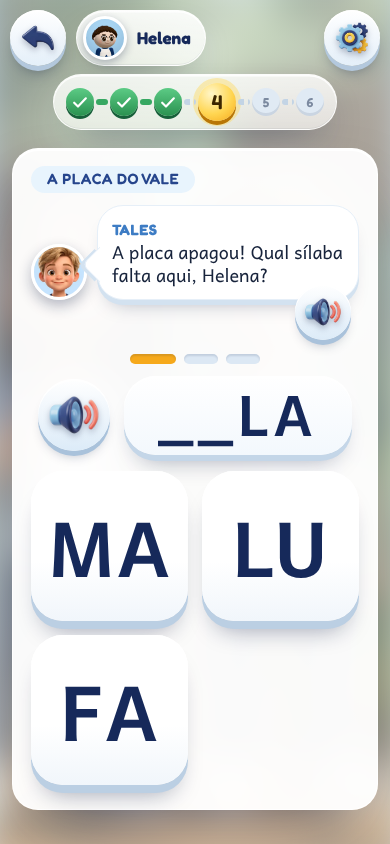 Helena
4 5 6
A PLACA DO VALE
TALES
A placa apagou! Qual sílaba
falta aqui, Helena?
__LA
MA LU
FA